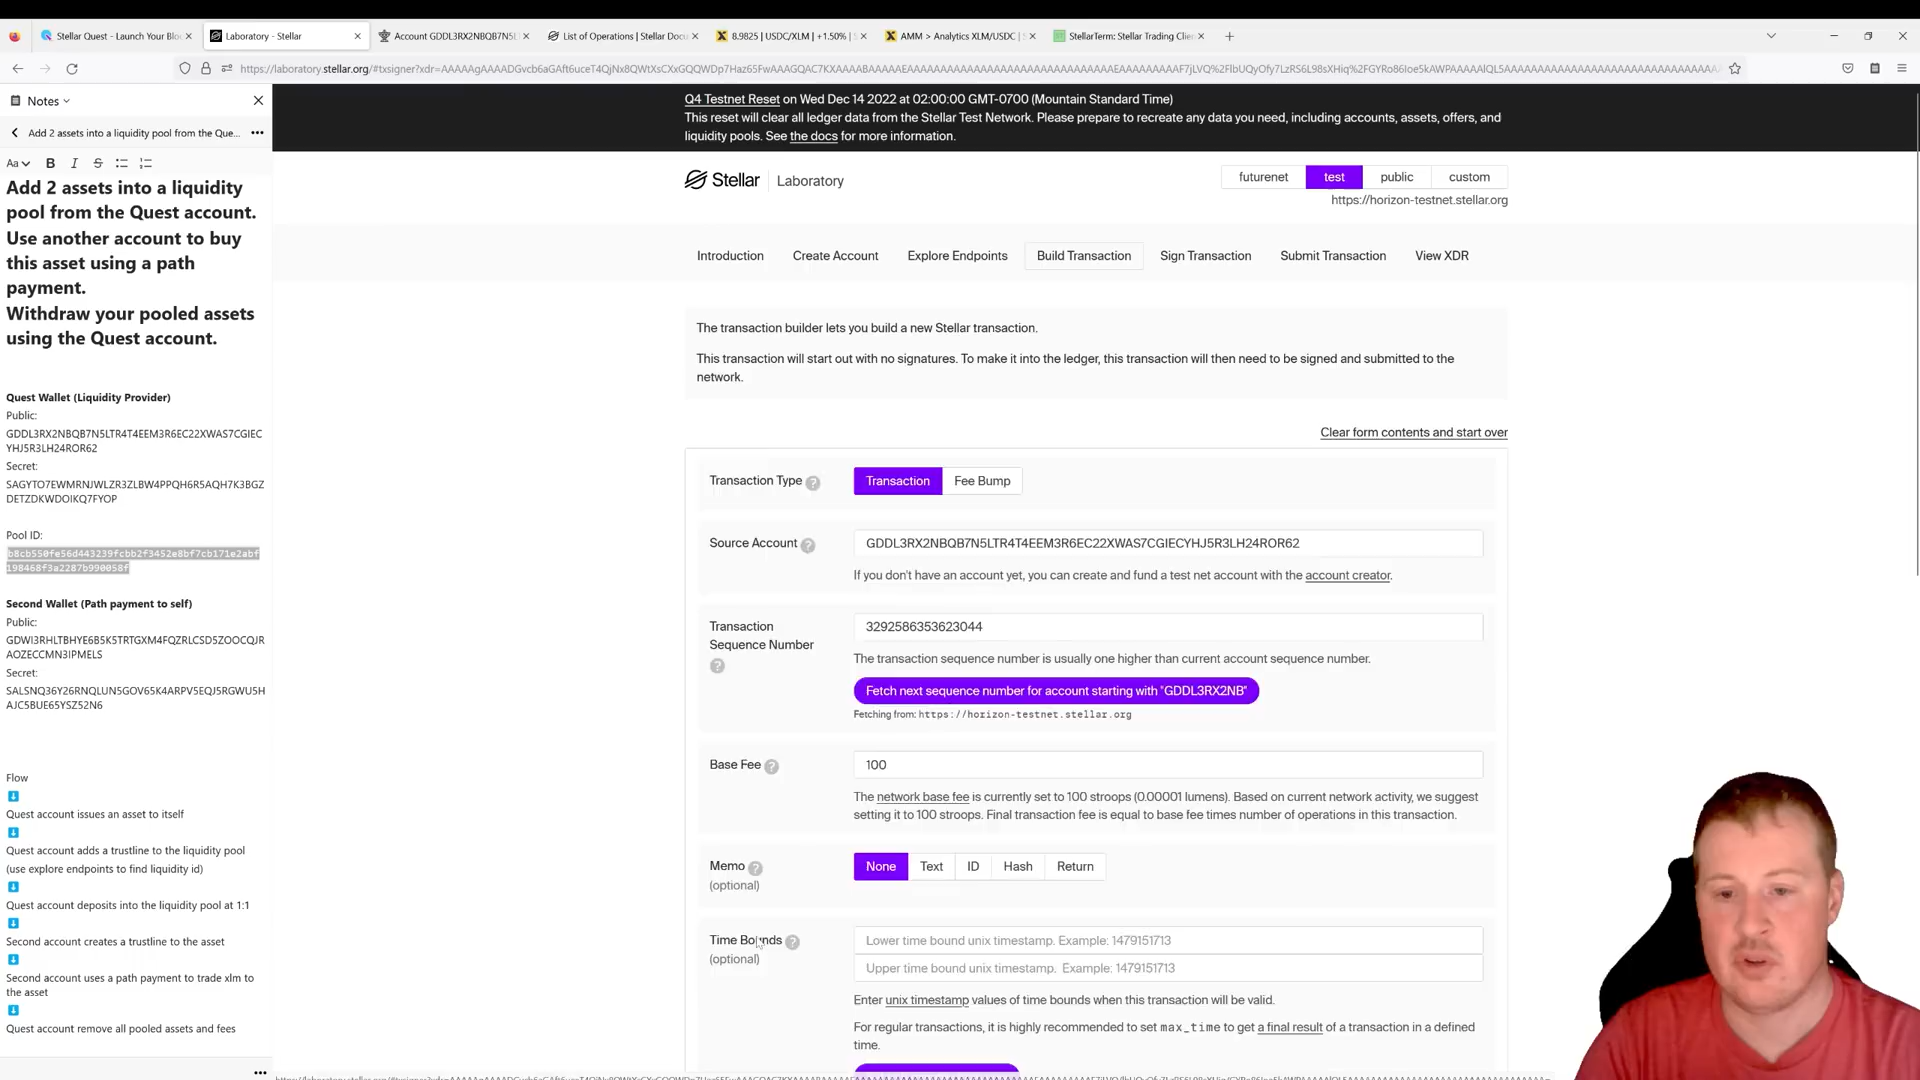 Stellar Quest - Launch Your Blo
Laboratory - Stellar
Account GDDL3RX2NBQB7N5L
List of Operations | Stellar Docu
8.9825 | USDC/XLM | +1.50% |
AMM > Analytics XLM/USDC |
StellarTerm: Stellar Trading Clie
Notes
Add 2 assets into a liquidity pool from the Que...
Aa
B
I
S
Add 2 assets into a liquidity
pool from the Quest account.
Use another account to buy
this asset using a path
payment.
Withdraw your pooled assets
using the Quest account.
Quest Wallet (Liquidity Provider)
Public:
GDDL3RX2NBQB7N5LTR4T4EEM3R6EC22XWAS7CGIEC
YHJ5R3LH24ROR62
Secret:
SAGYTO7EWMRNJWLZR3ZLBW4PPQH6R5AQH7K3BGZ
DETZDKWDOIKQ7FYOP
Pool ID:
b8cb550fe56d443239fcbb2f3452e8bf7cb171e2abf
198468f3a2287b990058f
Second Wallet (Path payment to self)
Public:
GDWI3RHLTBHYE6B5K5TRTGXM4FQZRLCSD5ZOOCQJR
AOZECCMN3IPMELS
Secret:
SALSNQ36Y26RNQLUN5GOV65K4ARPV5EQJ5RGWU5H
AJC5BUE65YSZ52N6
Flow
Quest account issues an asset to itself
Quest account adds a trustline to the liquidity pool
(use explore endpoints to find liquidity id)
Quest account deposits into the liquidity pool at 1:1
Second account creates a trustline to the asset
Second account uses a path payment to trade xlm to
the asset
Quest account remove all pooled assets and fees
Q4 Testnet Reset on Wed Dec 14 2022 at 02:00:00 GMT-0700 (Mountain Standard Time)
This reset will clear all ledger data from the Stellar Test Network. Please prepare to recreate any data you need, including accounts, assets, offers, and
liquidity pools. See the docs for more information.
Stellar | Laboratory
futurenet test public custom
https://horizon-testnet.stellar.org
Introduction Create Account Explore Endpoints Build Transaction Sign Transaction Submit Transaction View XDR
The transaction builder lets you build a new Stellar transaction.
This transaction will start out with no signatures. To make it into the ledger, this transaction will then need to be signed and submitted to the
network.
Clear form contents and start over
Transaction Type ? Transaction Fee Bump
Source Account ? GDDL3RX2NBQB7N5LTR4T4EEM3R6EC22XWAS7CGIECYHJ5R3LH24ROR62
If you don't have an account yet, you can create and fund a test net account with the account creator.
Transaction
Sequence Number
?
3292586353623044
The transaction sequence number is usually one higher than current account sequence number.
Fetch next sequence number for account starting with "GDDL3RX2NB"
Fetching from: https://horizon-testnet.stellar.org
Base Fee ? 100
The network base fee is currently set to 100 stroops (0.00001 lumens). Based on current network activity, we suggest
setting it to 100 stroops. Final transaction fee is equal to base fee times number of operations in this transaction.
Memo ?
(optional)
None Text ID Hash Return
Time Bounds ?
(optional)
Lower time bound unix timestamp. Example: 1479151713
Upper time bound unix timestamp. Example: 1479151713
Enter unix timestamp values of time bounds when this transaction will be valid.
For regular transactions, it is highly recommended to set max_time to get a final result of a transaction in a defined
time.